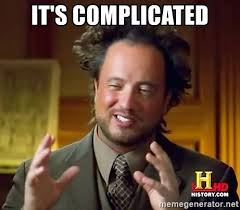 IT'S COMPLICATED
H HD
HISTORY.COM
memegenerator.net